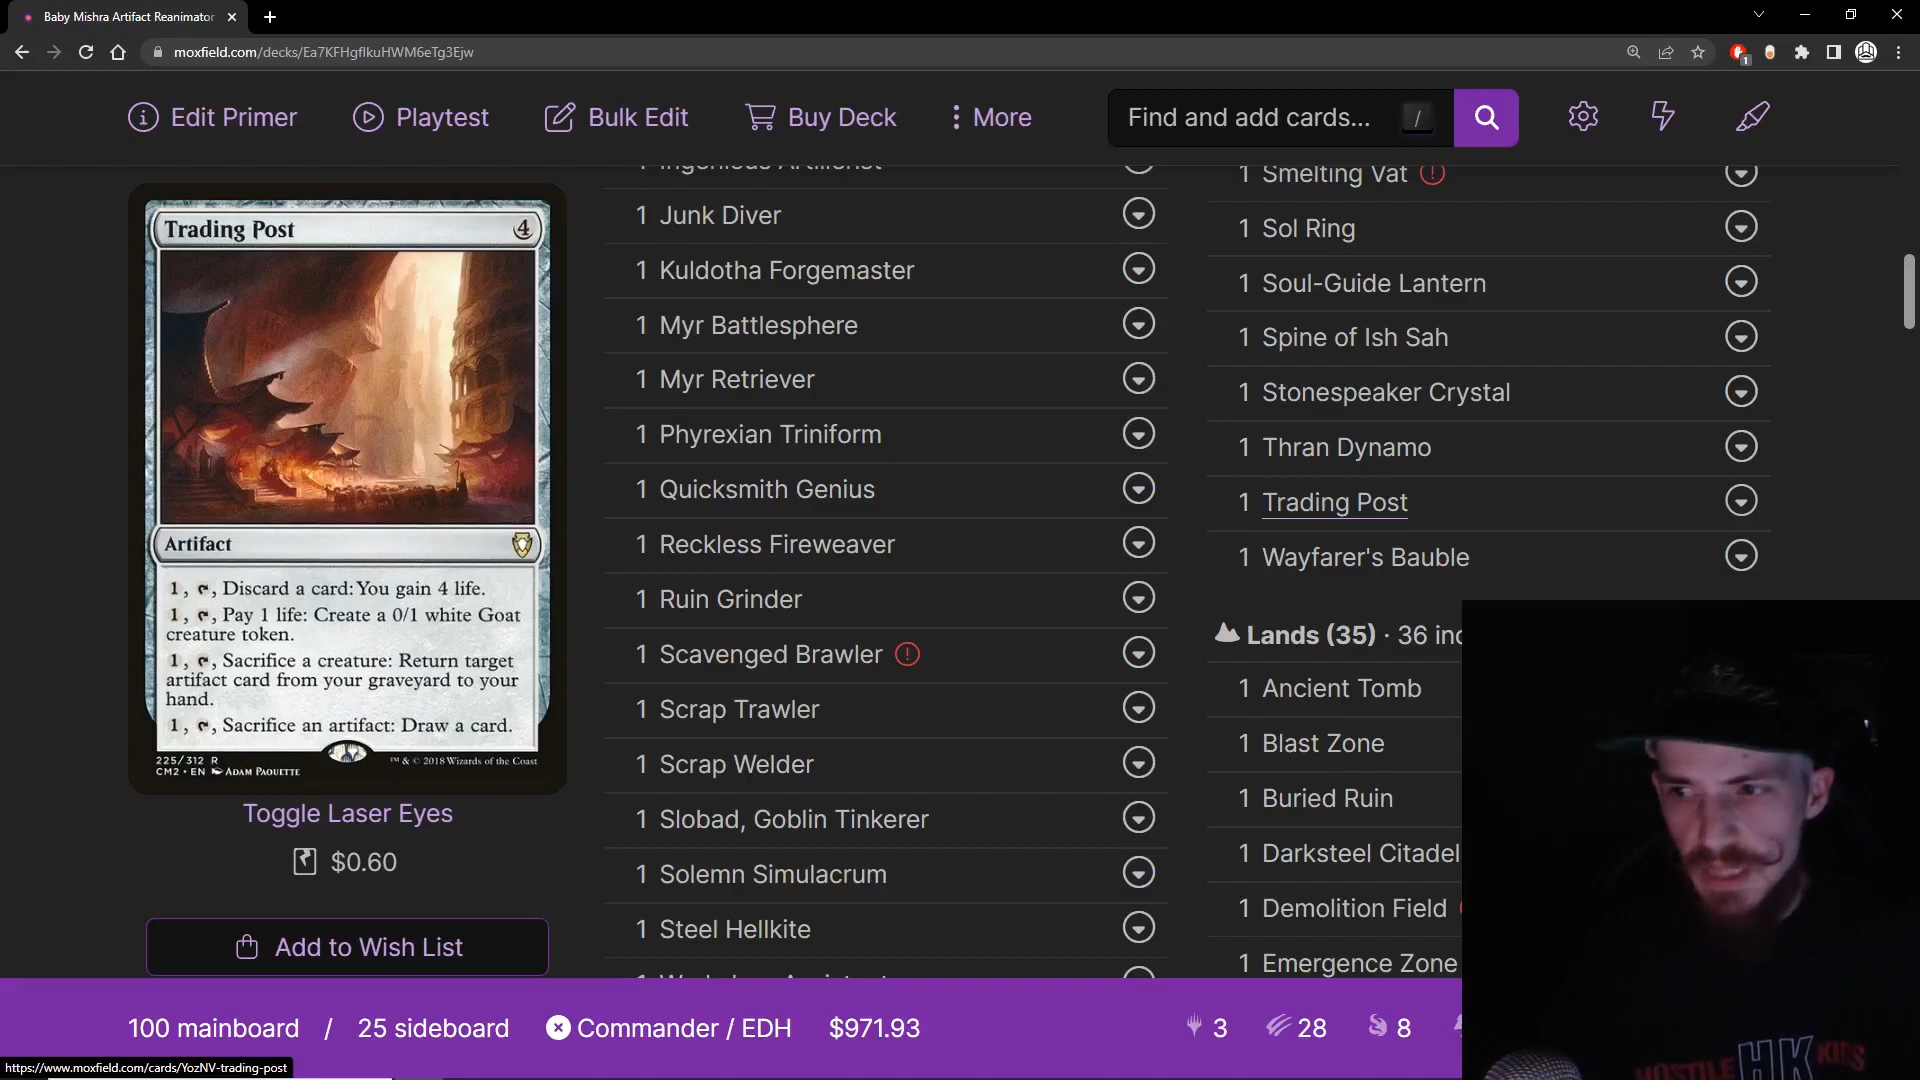 Baby Mishra Artifact Reanimator
moxfield.com/decks/Ea7KFHgflkuHWM6eTg3Ejw
1
Edit Primer
Playtest
Bulk Edit
Buy Deck
More
Find and add cards...
/
Trading Post 4
Artifact
1, Discard a card: You gain 4 life.
1, Pay 1 life: Create a 0/1 white Goat
creature token.
1, Sacrifice a creature: Return target
artifact card from your graveyard to your
hand.
1, Sacrifice an artifact: Draw a card.
225/312 R
CM2 • EN Adam Paquette
™ & © 2018 Wizards of the Coast
Toggle Laser Eyes
$0.60
Add to Wish List
1 Ingenious Artillerist
1 Junk Diver
1 Kuldotha Forgemaster
1 Myr Battlesphere
1 Myr Retriever
1 Phyrexian Triniform
1 Quicksmith Genius
1 Reckless Fireweaver
1 Ruin Grinder
1 Scavenged Brawler
1 Scrap Trawler
1 Scrap Welder
1 Slobad, Goblin Tinkerer
1 Solemn Simulacrum
1 Steel Hellkite
1 Smelting Vat
1 Sol Ring
1 Soul-Guide Lantern
1 Spine of Ish Sah
1 Stonespeaker Crystal
1 Thran Dynamo
1 Trading Post
1 Wayfarer's Bauble
Lands (35) · 36 inc
1 Ancient Tomb
1 Blast Zone
1 Buried Ruin
1 Darksteel Citadel
1 Demolition Field
1 Emergence Zone
100 mainboard / 25 sideboard
Commander / EDH
$971.93
3
28
8
https://www.moxfield.com/cards/YozNV-trading-post
HOSTILE HK KIDS